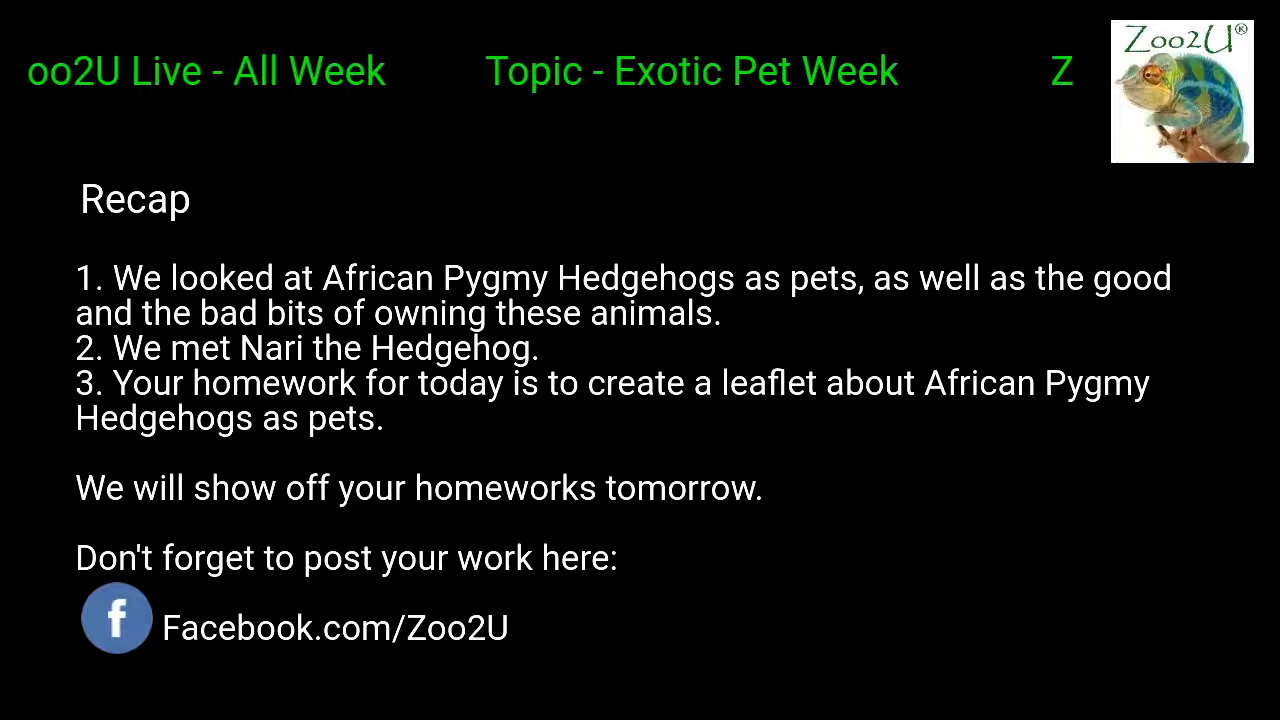 oo2U Live - All Week Topic - Exotic Pet Week Z
Zoo2U®
Recap
1. We looked at African Pygmy Hedgehogs as pets, as well as the good
and the bad bits of owning these animals.
2. We met Nari the Hedgehog.
3. Your homework for today is to create a leaflet about African Pygmy
Hedgehogs as pets.
We will show off your homeworks tomorrow.
Don't forget to post your work here:
f Facebook.com/Zoo2U